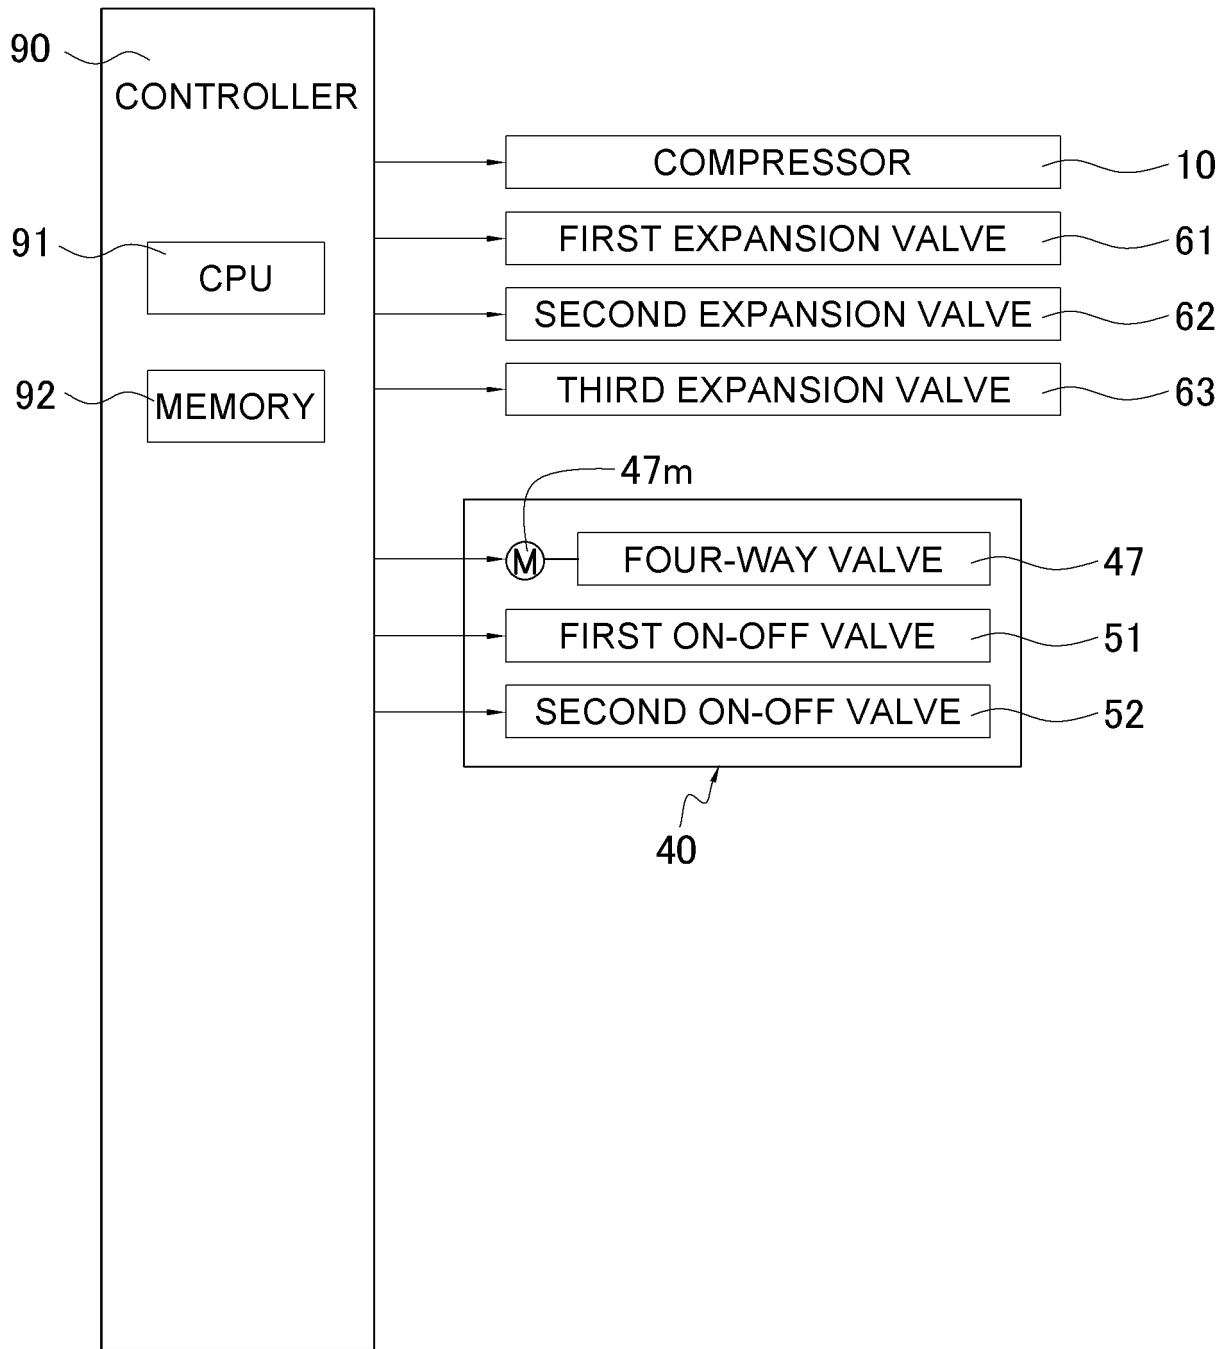 90
CONTROLLER
COMPRESSOR
10
91
CPU
FIRST EXPANSION VALVE
61
SECOND EXPANSION VALVE
62
92
MEMORY
THIRD EXPANSION VALVE
63
47m
M
FOUR-WAY VALVE
47
FIRST ON-OFF VALVE
51
SECOND ON-OFF VALVE
52
40